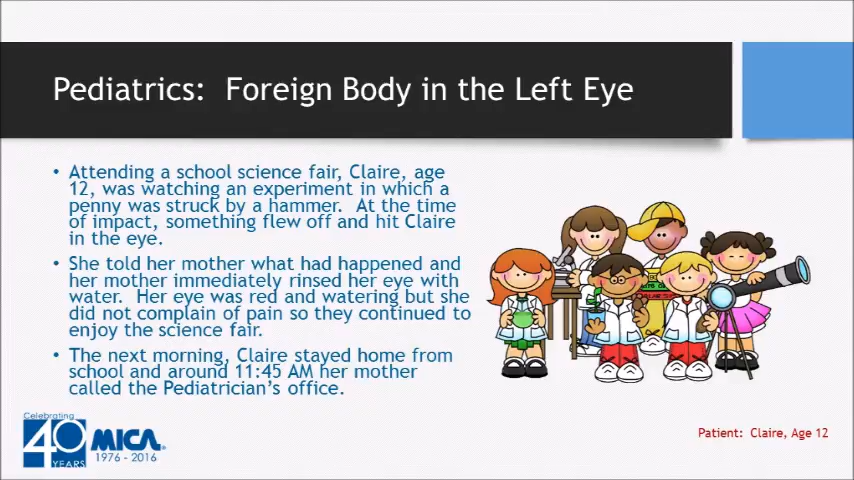 Pediatrics: Foreign Body in the Left Eye
• Attending a school science fair, Claire, age
12, was watching an experiment in which a
penny was struck by a hammer. At the time
of impact, something flew off and hit Claire
in the eye.
• She told her mother what had happened and
her mother immediately rinsed her eye with
water. Her eye was red and watering but she
did not complain of pain so they continued to
enjoy the science fair.
• The next morning, Claire stayed home from
school and around 11:45 AM her mother
called the Pediatrician's office.
Celebrating
40 YEARS
MICA®
1976 - 2016
Patient: Claire, Age 12